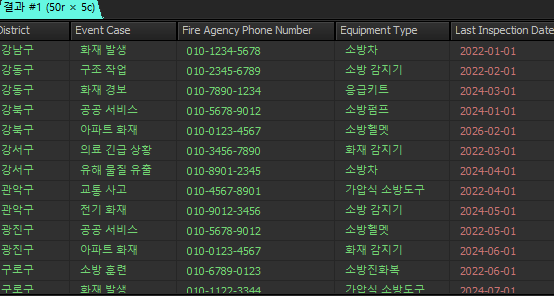 결과 #1 (50r × 5c)
District Event Case Fire Agency Phone Number Equipment Type Last Inspection Date
강남구 화재 발생 010-1234-5678 소방차 2022-01-01
강동구 구조 작업 010-2345-6789 소방 감지기 2022-02-01
강동구 화재 경보 010-7890-1234 응급키트 2024-03-01
강북구 공공 서비스 010-5678-9012 소방펌프 2024-01-01
강북구 아파트 화재 010-0123-4567 소방헬멧 2026-02-01
강서구 의료 긴급 상황 010-3456-7890 화재 감지기 2022-03-01
강서구 유해 물질 유출 010-8901-2345 소방차 2024-04-01
관악구 교통 사고 010-4567-8901 가압식 소방도구 2022-04-01
관악구 전기 화재 010-9012-3456 소방 감지기 2024-05-01
광진구 공공 서비스 010-5678-9012 소방헬멧 2022-05-01
광진구 아파트 화재 010-0123-4567 화재 감지기 2024-06-01
구로구 소방 훈련 010-6789-0123 소방진화복 2022-06-01
구로구 화재 발생 010-1122-3344 가압식 소방도구 2024-07-01